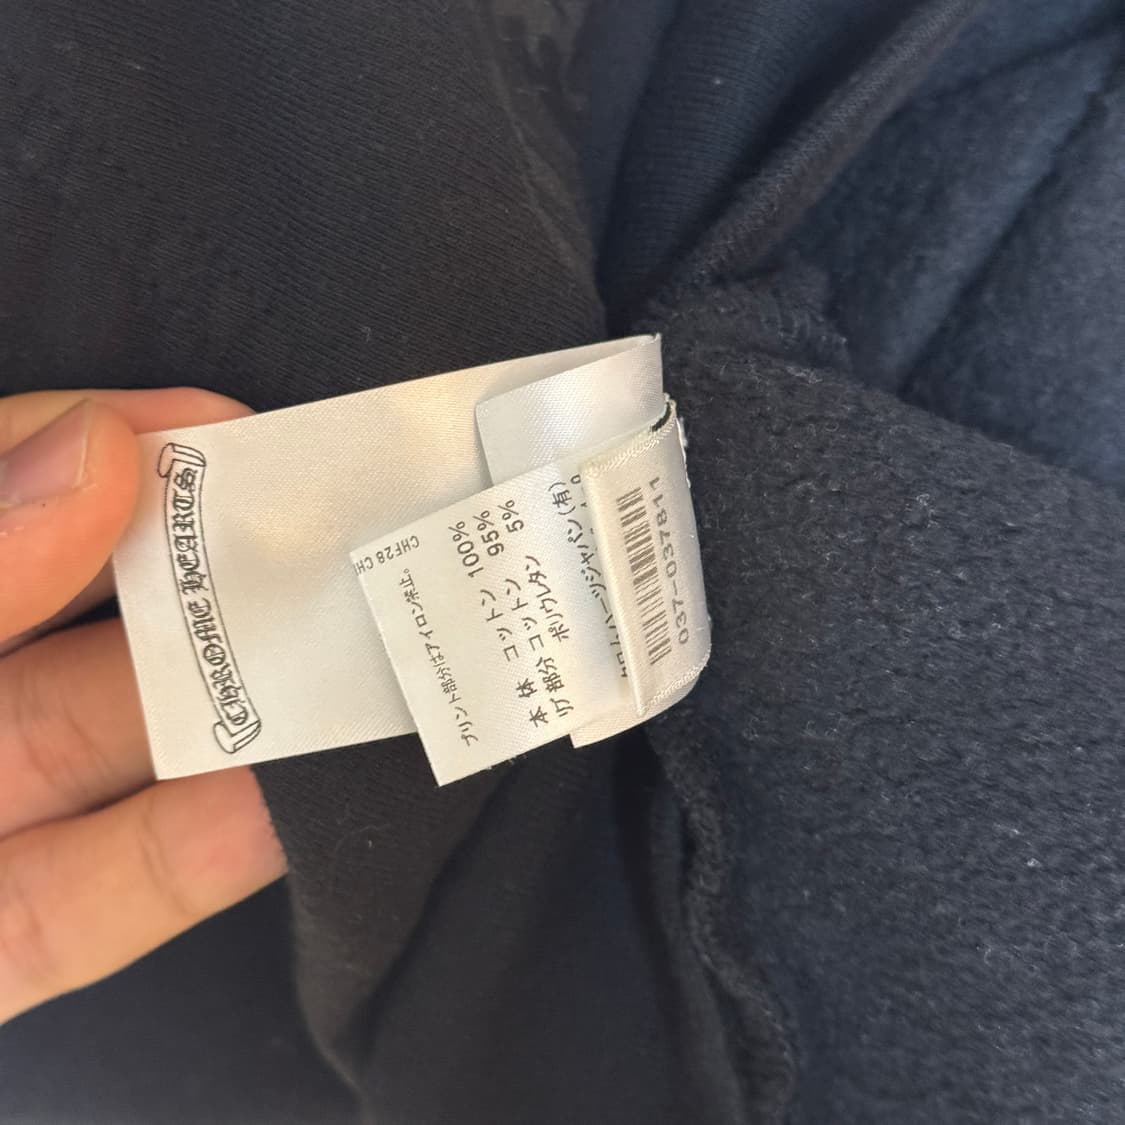 CHROME HEARTS
CHF28 CH
プリント部分はアイロン禁止。
本 体 コットン 100%
ﾘﾌﾞ部分 コットン 95%
ポリウレタン 5%
クロムハーツジャパン(有)
037-037811